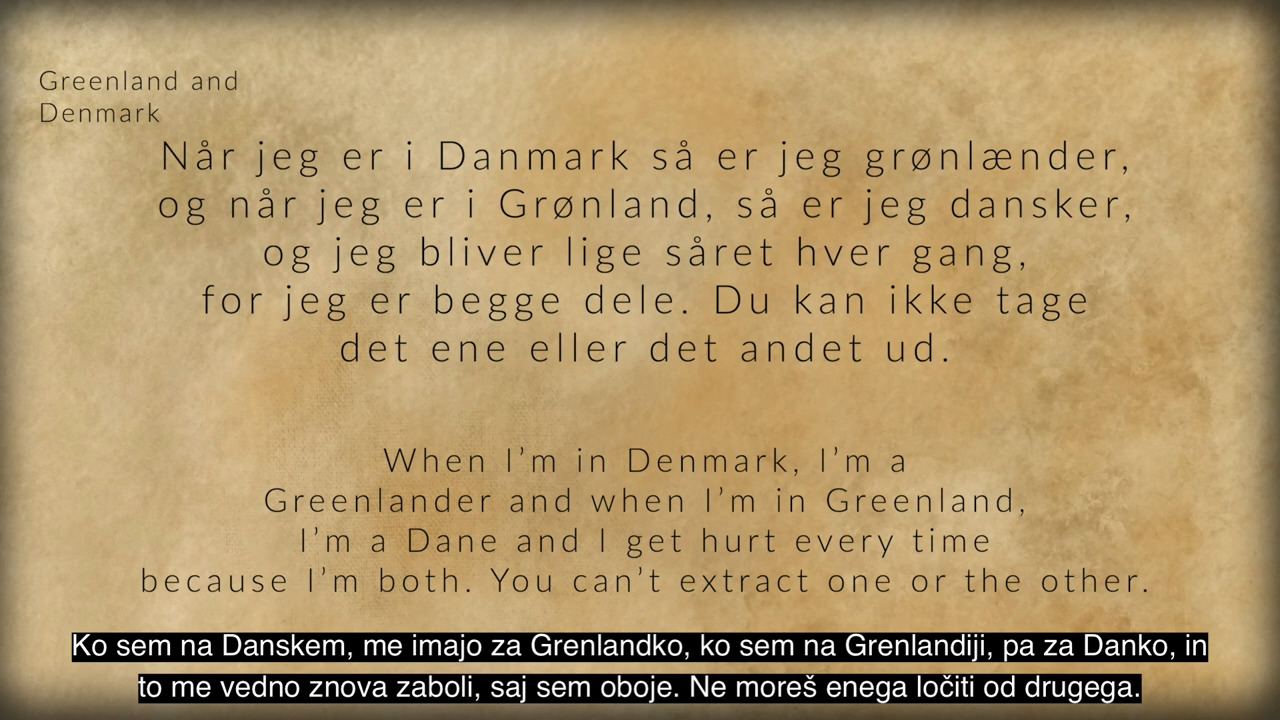 Greenland and
Denmark
Når jeg er i Danmark så er jeg grønlænder,
og når jeg er i Grønland, så er jeg dansker,
og jeg bliver lige såret hver gang,
for jeg er begge dele. Du kan ikke tage
det ene eller det andet ud.
When I’m in Denmark, I’m a
Greenlander and when I’m in Greenland,
I’m a Dane and I get hurt every time
because I’m both. You can’t extract one or the other.
Ko sem na Danskem, me imajo za Grenlandko, ko sem na Grenlandiji, pa za Danko, in
to me vedno znova zaboli, saj sem oboje. Ne moreš enega ločiti od drugega.